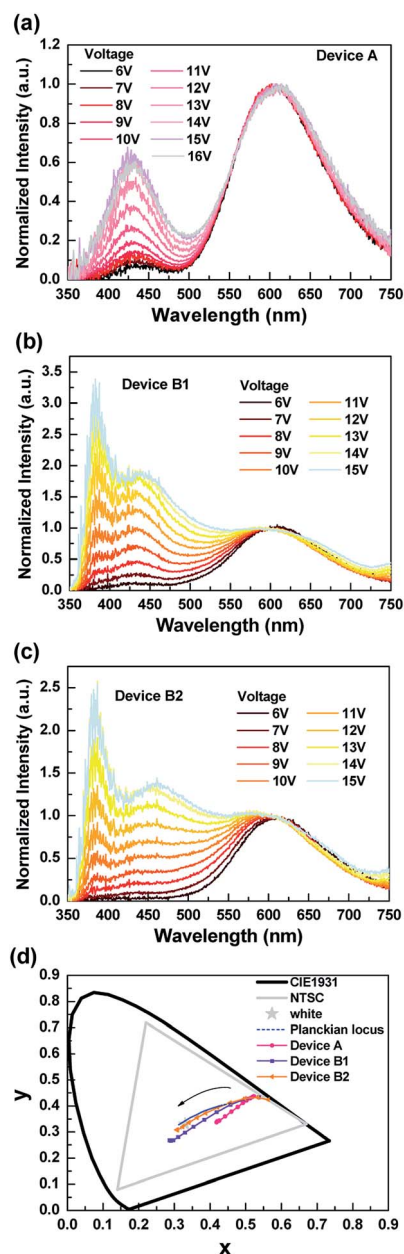 (a)
Normalized Intensity (a.u.)
1.2
1.0
0.8
0.6
0.4
0.2
0.0
Voltage
6V
7V
8V
9V
10V
11V
12V
13V
14V
15V
16V
Device A
350 400 450 500 550 600 650 700 750
Wavelength (nm)
(b)
Normalized Intensity (a.u.)
3.5
3.0
2.5
2.0
1.5
1.0
0.5
0.0
Device B1
Voltage
6V
7V
8V
9V
10V
11V
12V
13V
14V
15V
350 400 450 500 550 600 650 700 750
Wavelength (nm)
(c)
Normalized Intensity (a.u.)
2.5
2.0
1.5
1.0
0.5
0.0
Device B2
Voltage
6V
7V
8V
9V
10V
11V
12V
13V
14V
15V
350 400 450 500 550 600 650 700 750
Wavelength (nm)
(d)
y
0.9
0.8
0.7
0.6
0.5
0.4
0.3
0.2
0.1
0.0
CIE1931
NTSC
white
Planckian locus
Device A
Device B1
Device B2
0.0 0.1 0.2 0.3 0.4 0.5 0.6 0.7 0.8 0.9
x